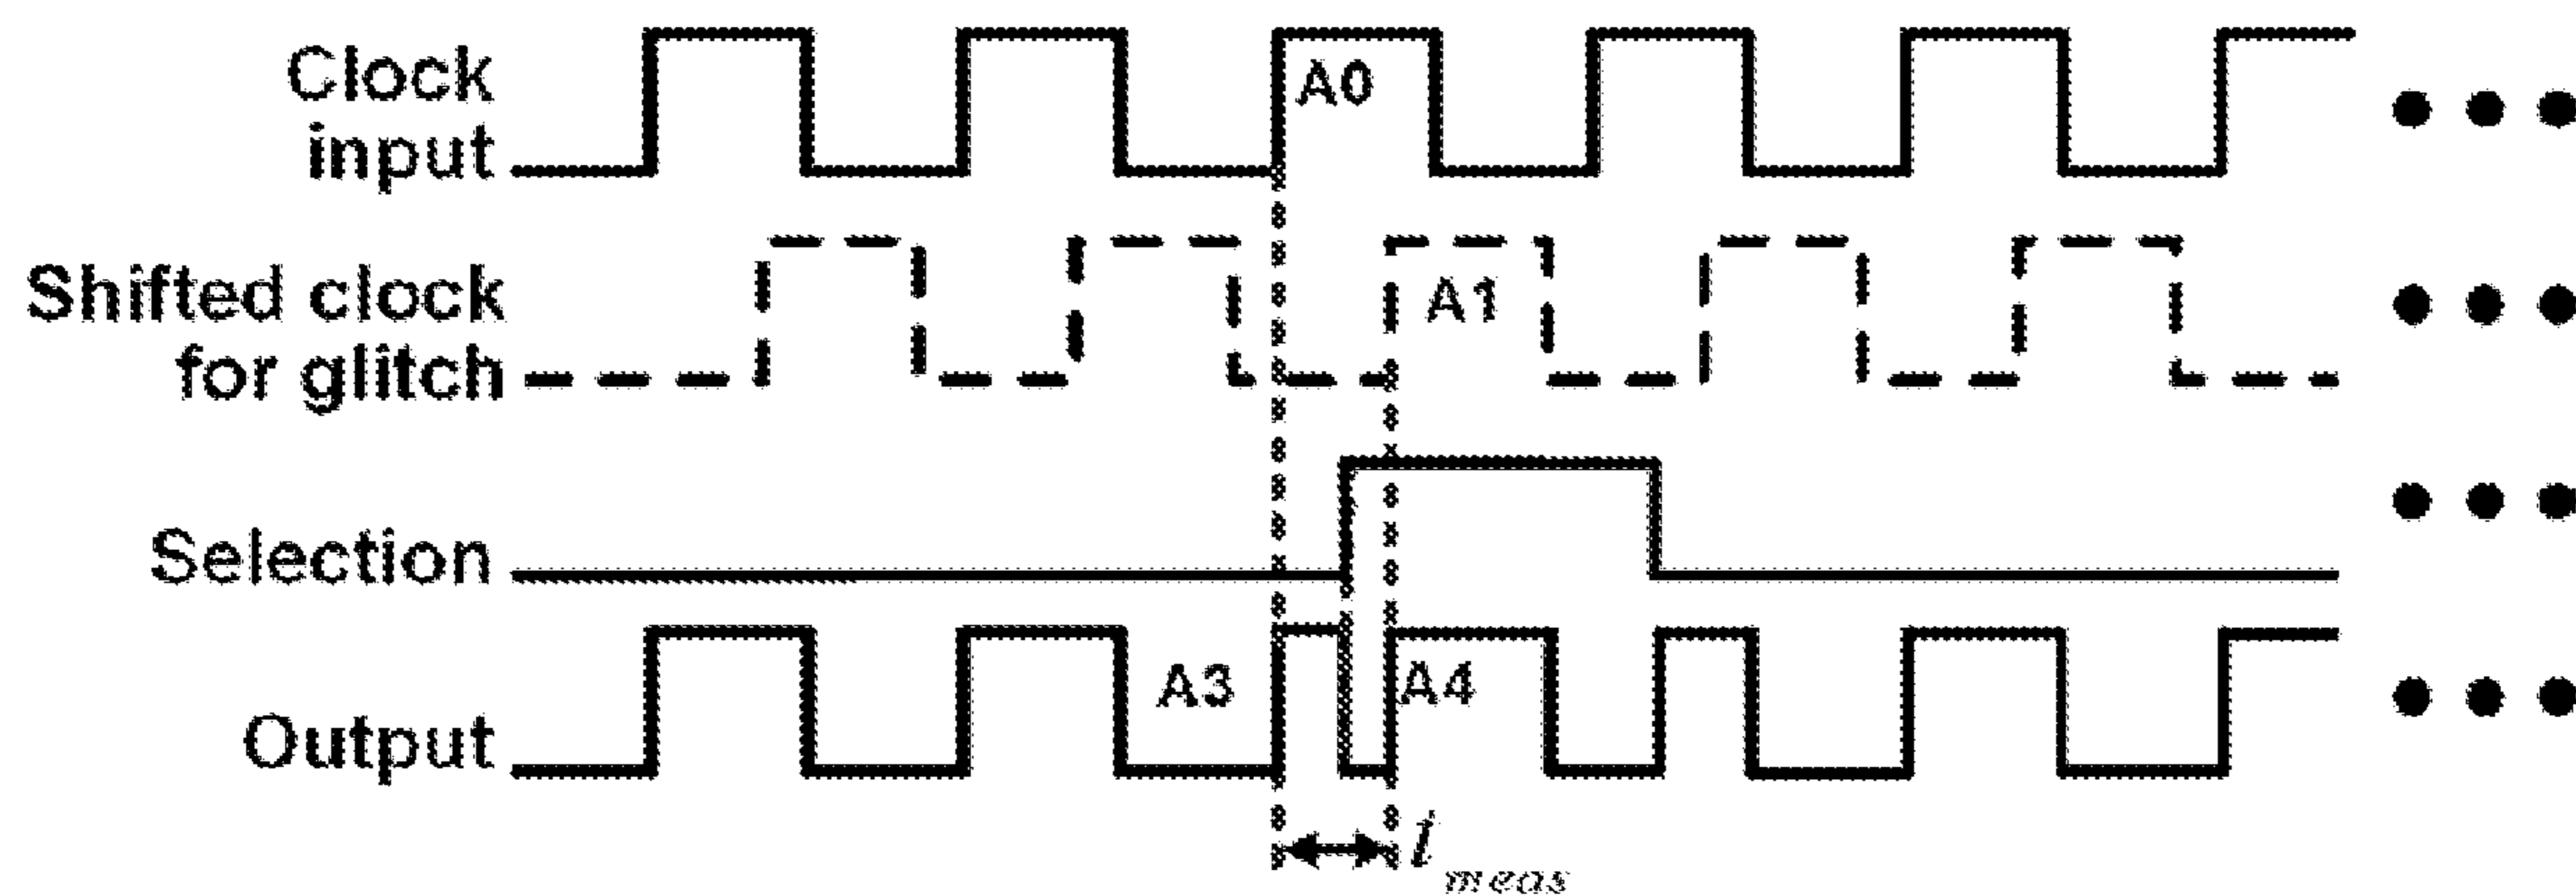 Clock
input
A0
Shifted clock
for glitch
A1
Selection
Output
A3
A4
t meas